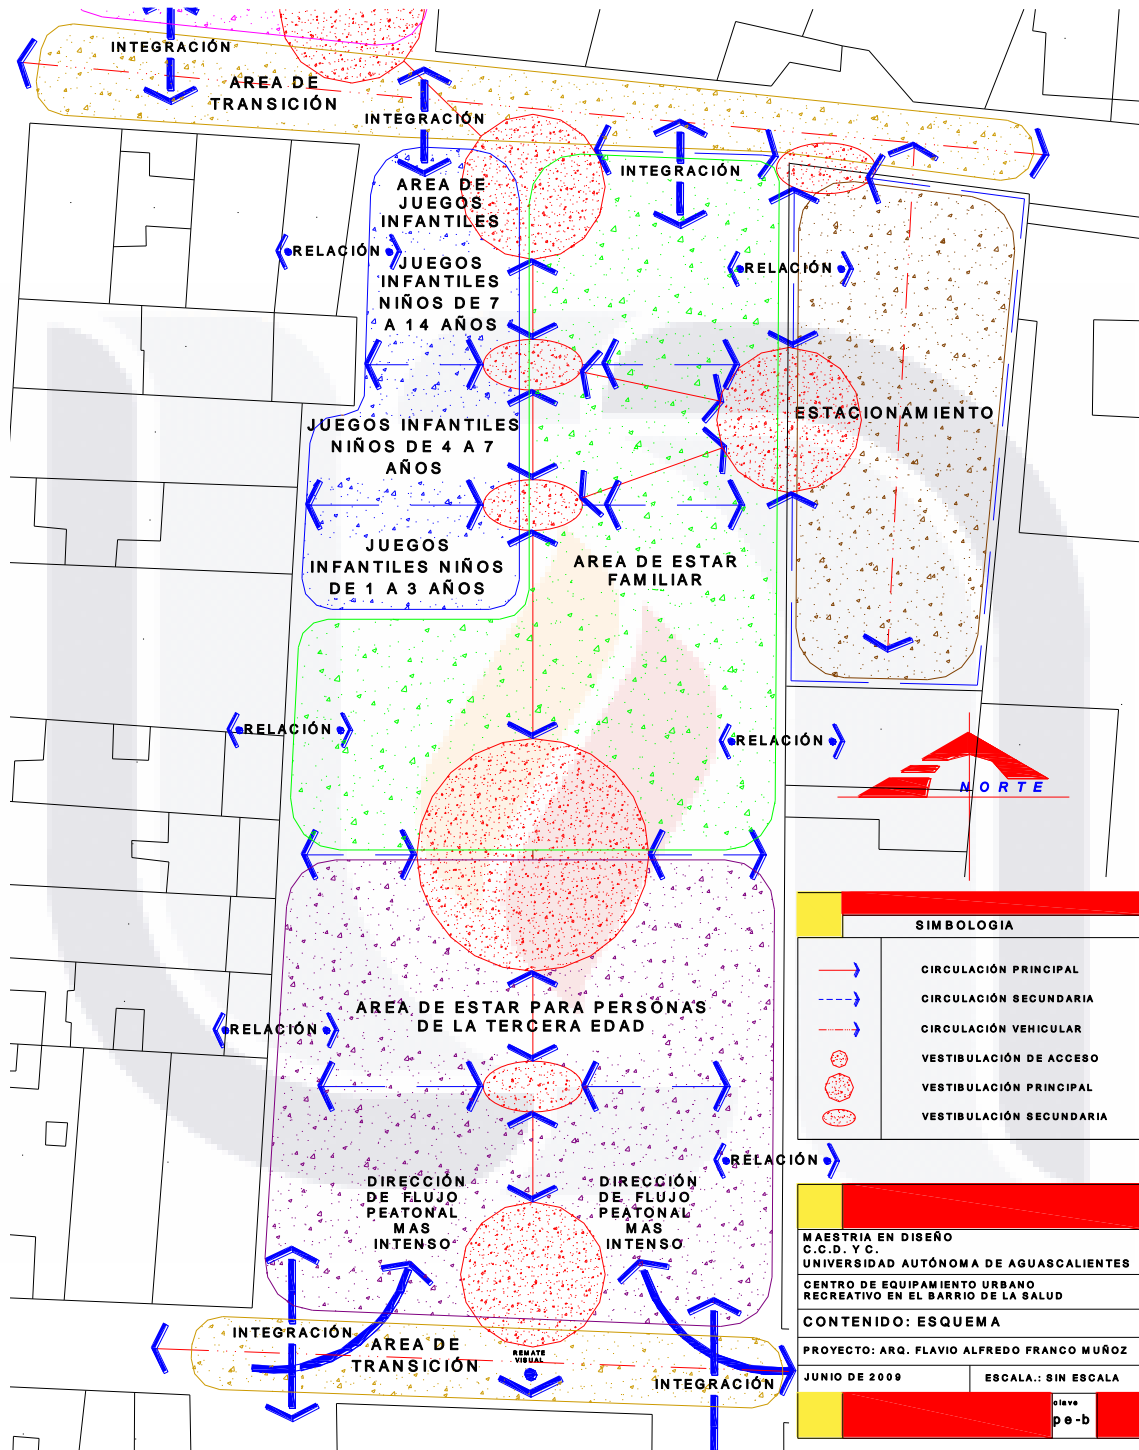 INTEGRACIÓN
AREA DE
TRANSICIÓN
INTEGRACIÓN
INTEGRACIÓN
AREA DE
JUEGOS
INFANTILES
RELACIÓN
JUEGOS
INFANTILES
NIÑOS DE 7
A 14 AÑOS
RELACIÓN
ESTACIONAMIENTO
JUEGOS INFANTILES
NIÑOS DE 4 A 7
AÑOS
JUEGOS
INFANTILES NIÑOS
DE 1 A 3 AÑOS
AREA DE ESTAR
FAMILIAR
RELACIÓN
RELACIÓN
NORTE
AREA DE ESTAR PARA PERSONAS
DE LA TERCERA EDAD
RELACIÓN
RELACIÓN
DIRECCIÓN
DE FLUJO
PEATONAL
MAS
INTENSO
DIRECCIÓN
DE FLUJO
PEATONAL
MAS
INTENSO
INTEGRACIÓN
AREA DE
TRANSICIÓN
REMATE
VISUAL
INTEGRACIÓN
SIMBOLOGIA
CIRCULACIÓN PRINCIPAL
CIRCULACIÓN SECUNDARIA
CIRCULACIÓN VEHICULAR
VESTIBULACIÓN DE ACCESO
VESTIBULACIÓN PRINCIPAL
VESTIBULACIÓN SECUNDARIA
MAESTRIA EN DISEÑO
C.C.D. Y C.
UNIVERSIDAD AUTÓNOMA DE AGUASCALIENTES
CENTRO DE EQUIPAMIENTO URBANO
RECREATIVO EN EL BARRIO DE LA SALUD
CONTENIDO: ESQUEMA
PROYECTO: ARQ. FLAVIO ALFREDO FRANCO MUÑOZ
JUNIO DE 2009
ESCALA.: SIN ESCALA
clave
pe-b